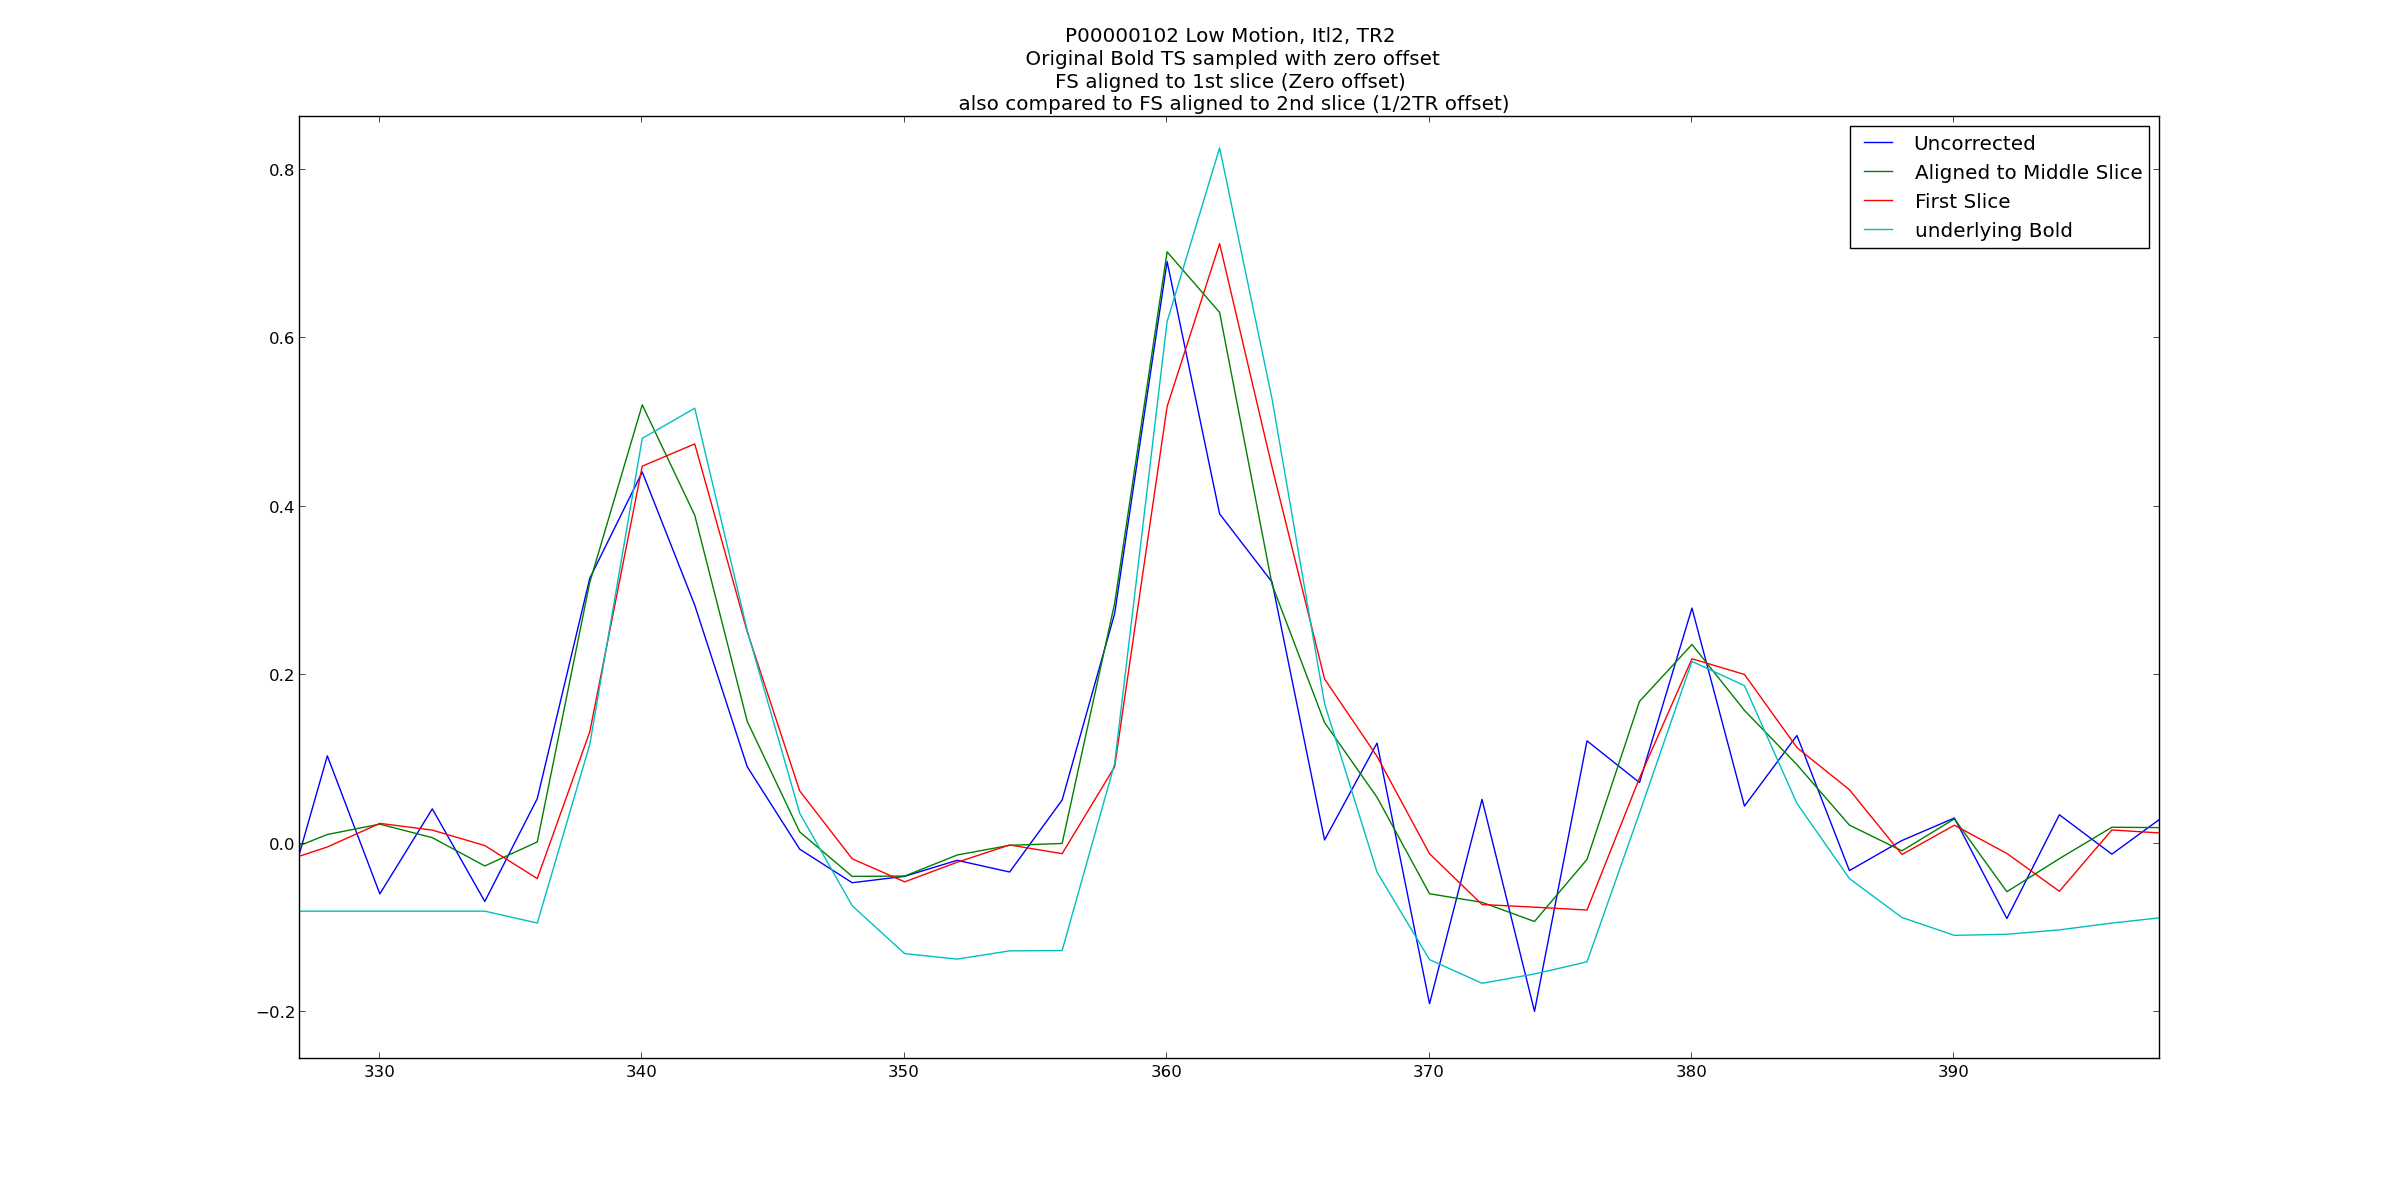 P00000102 Low Motion, Itl2, TR2
Original Bold TS sampled with zero offset
FS aligned to 1st slice (Zero offset)
also compared to FS aligned to 2nd slice (1/2TR offset)
Uncorrected
Aligned to Middle Slice
First Slice
underlying Bold
0.8
0.6
0.4
0.2
0.0
−0.2
330 340 350 360 370 380 390